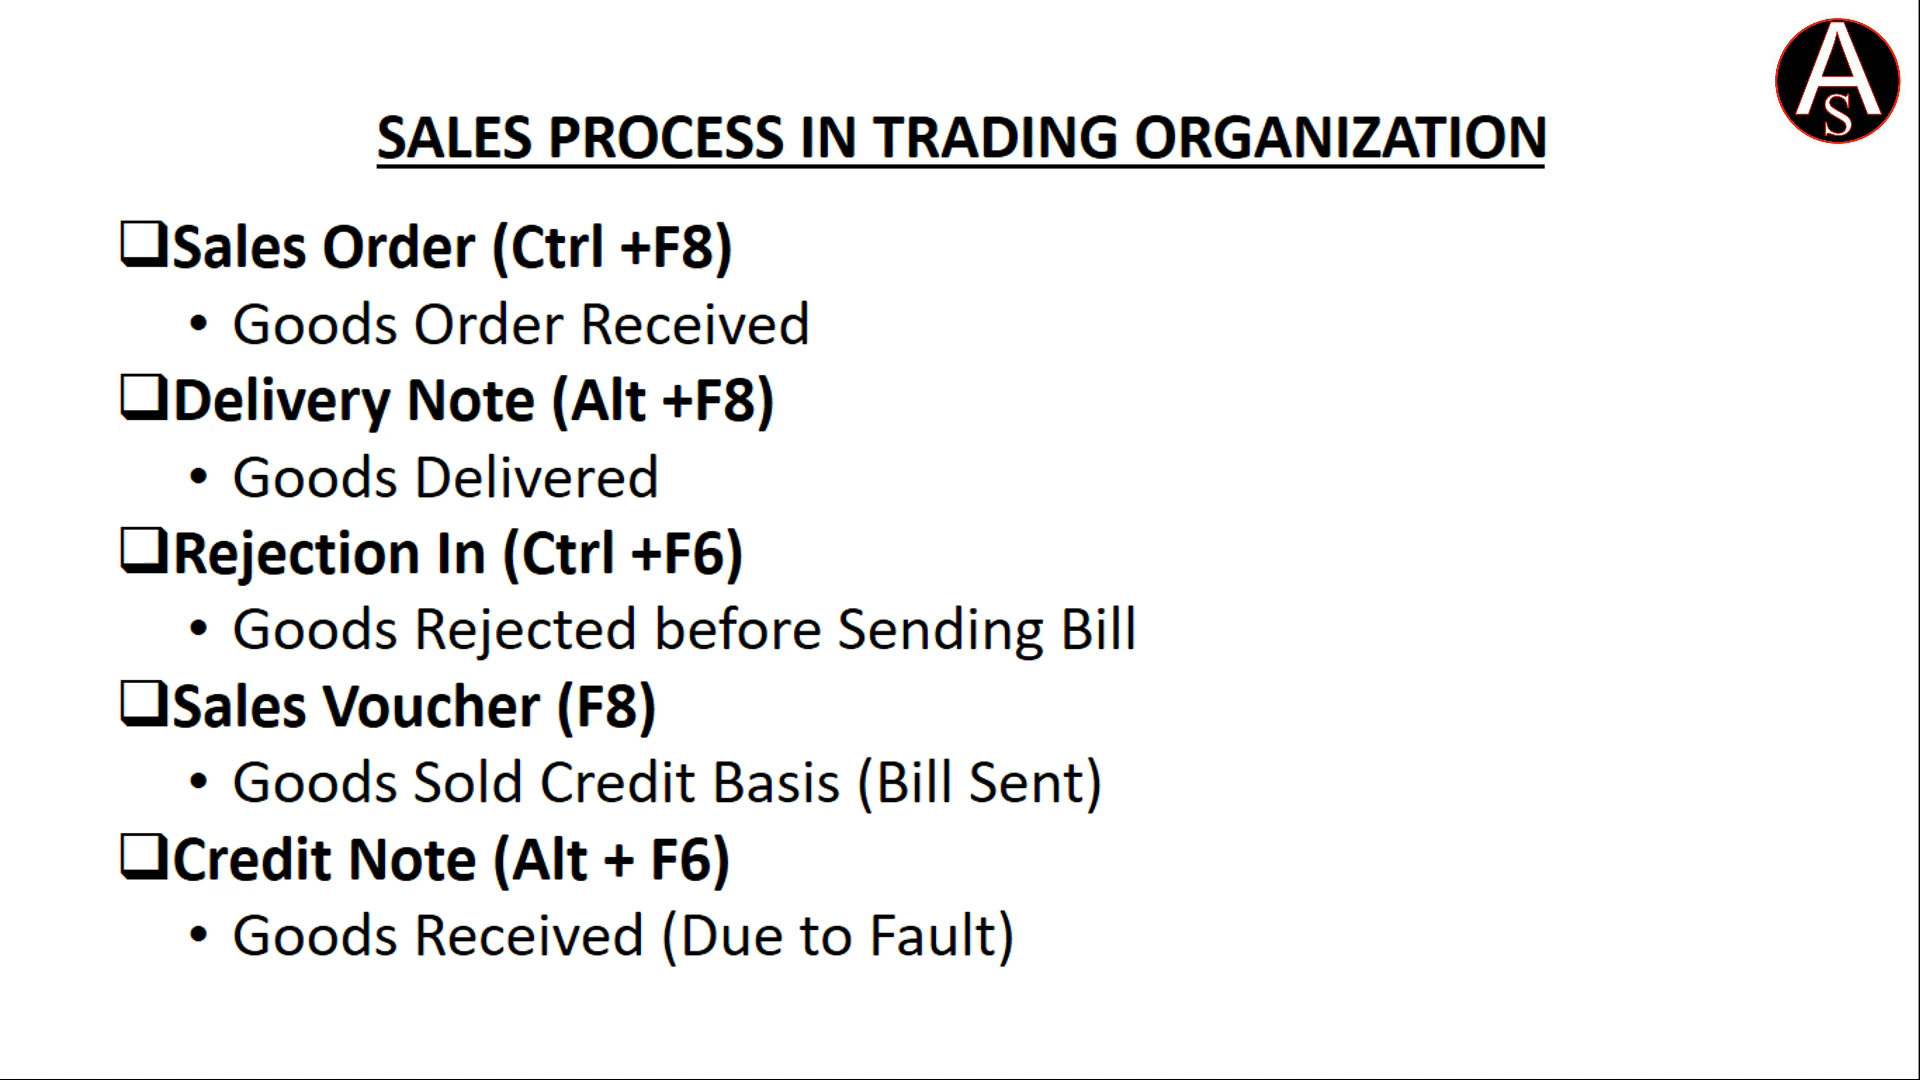 AS
SALES PROCESS IN TRADING ORGANIZATION
Sales Order (Ctrl +F8)
• Goods Order Received
Delivery Note (Alt +F8)
• Goods Delivered
Rejection In (Ctrl +F6)
• Goods Rejected before Sending Bill
Sales Voucher (F8)
• Goods Sold Credit Basis (Bill Sent)
Credit Note (Alt + F6)
• Goods Received (Due to Fault)